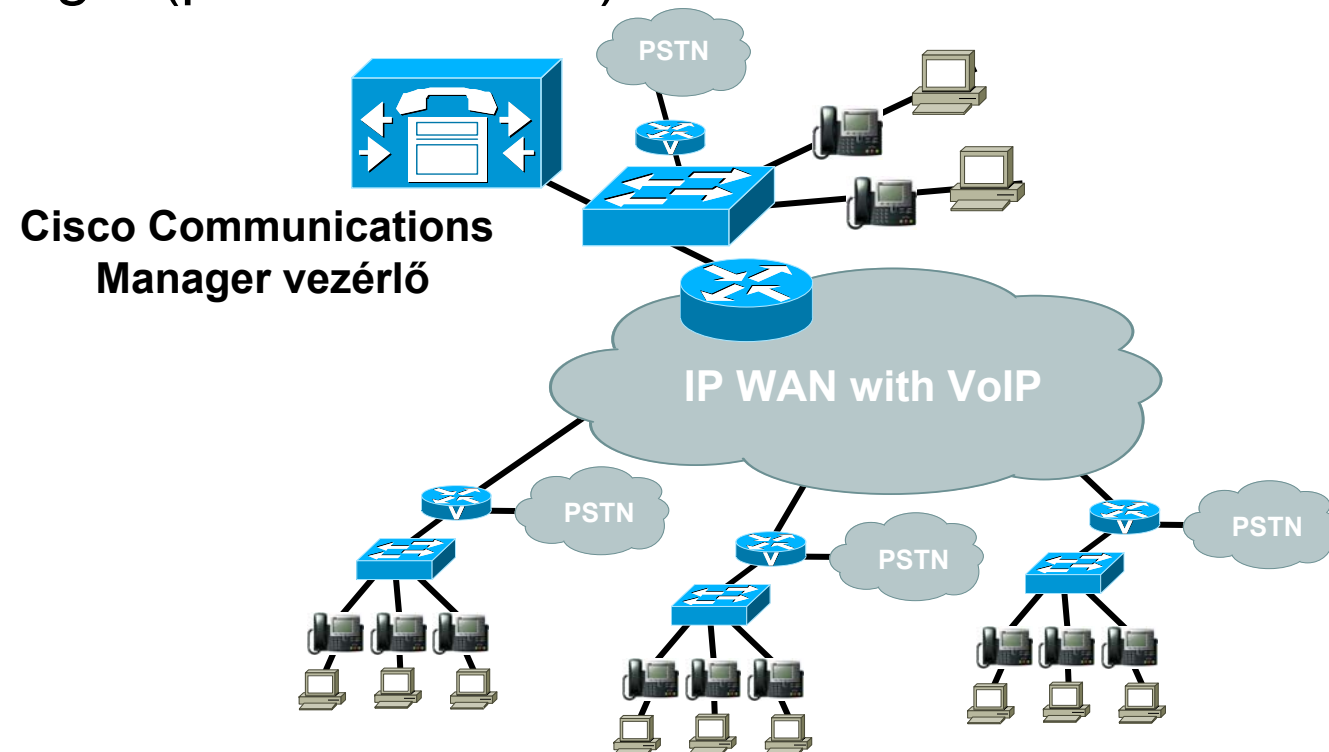 PSTN
Cisco Communications
Manager vezérlő
IP WAN with VoIP
PSTN
PSTN
PSTN
V
V
V
V